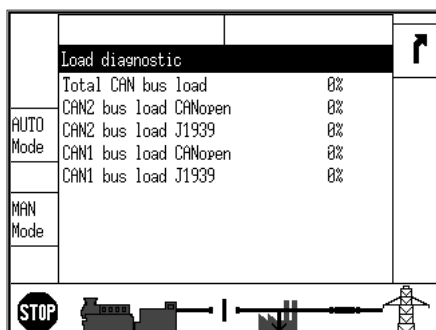 Load diagnostic
Total CAN bus load 0%
CAN2 bus load CANopen 0%
CAN2 bus load J1939 0%
CAN1 bus load CANopen 0%
CAN1 bus load J1939 0%
AUTO
Mode
MAN
Mode
STOP